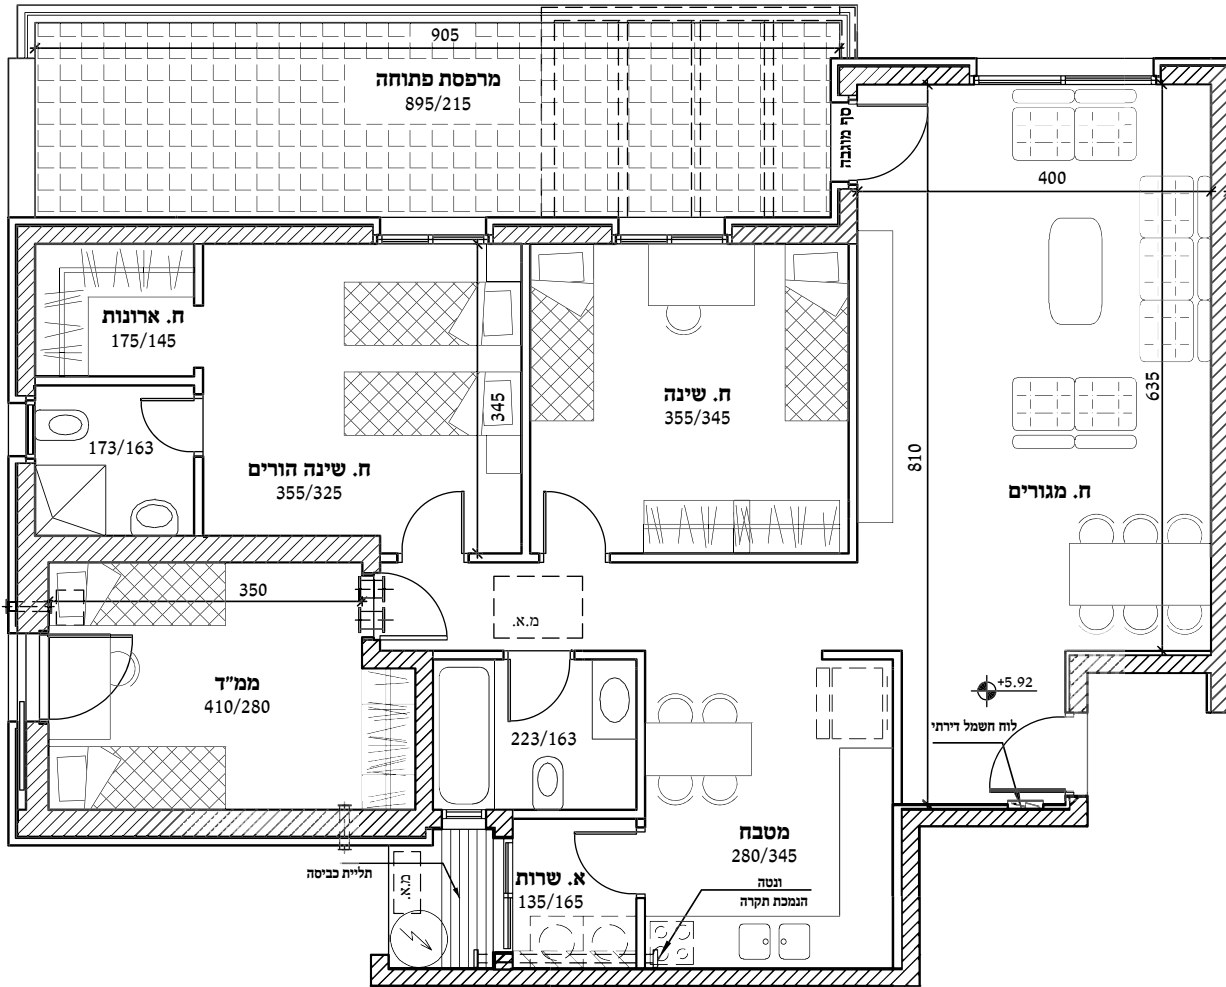 905
מרפסת פתוחה
895/215
סף מוגבה
400
ח. ארונות
175/145
345
ח. שינה
355/345
635
173/163
ח. שינה הורים
355/325
810
ח. מגורים
350
מ.א.
ממ״ד
410/280
+5.92
לוח חשמל דירתי
223/163
מטבח
280/345
תליית כביסה
א. שרות
135/165
מ.א.
ונטה
הנמכת תקרה